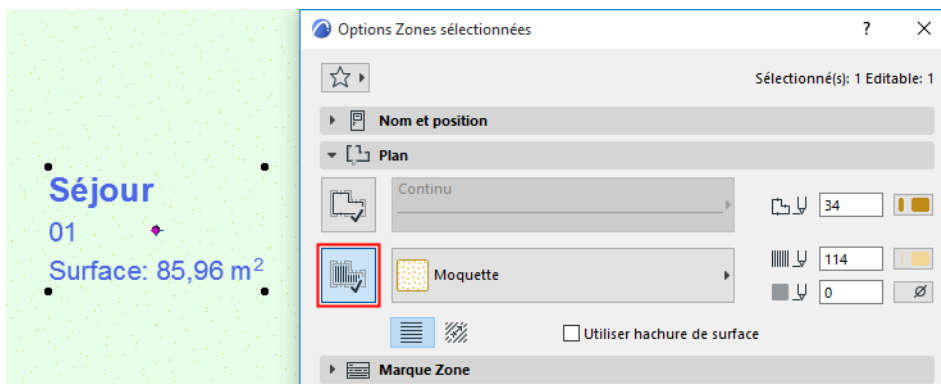 Options Zones sélectionnées
?
Sélectionné(s): 1 Editable: 1
Nom et position
Plan
Continu
34
Moquette
114
0
Utiliser hachure de surface
Marque Zone
Séjour
01
Surface: 85,96 m²